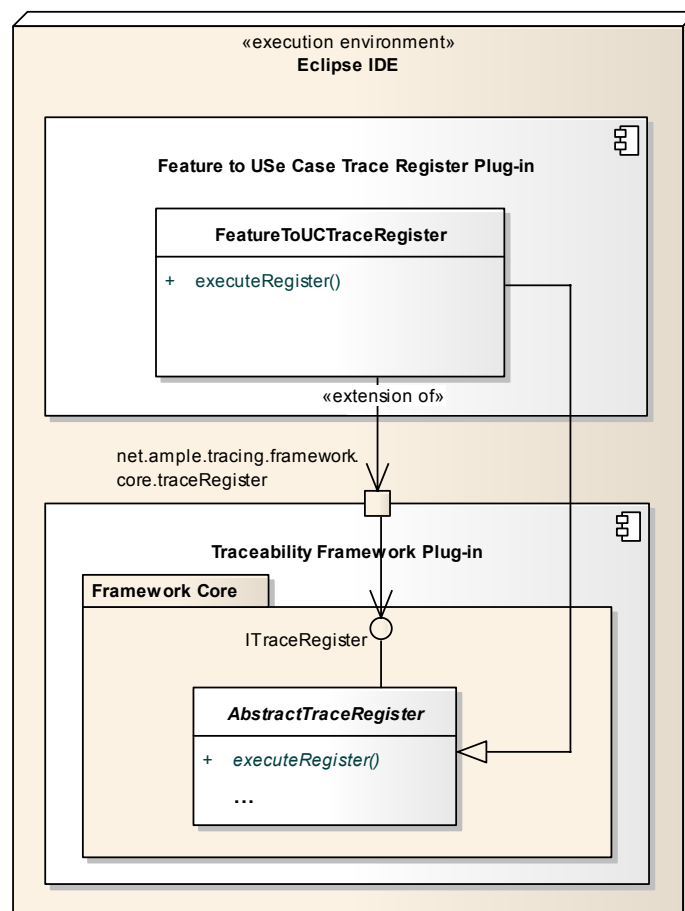 «execution environment»
Eclipse IDE
Feature to USe Case Trace Register Plug-in
FeatureToUCTraceRegister
+ executeRegister()
«extension of»
net.ample.tracing.framework.
core.traceRegister
Traceability Framework Plug-in
Framework Core
ITraceRegister
AbstractTraceRegister
+ executeRegister()
...